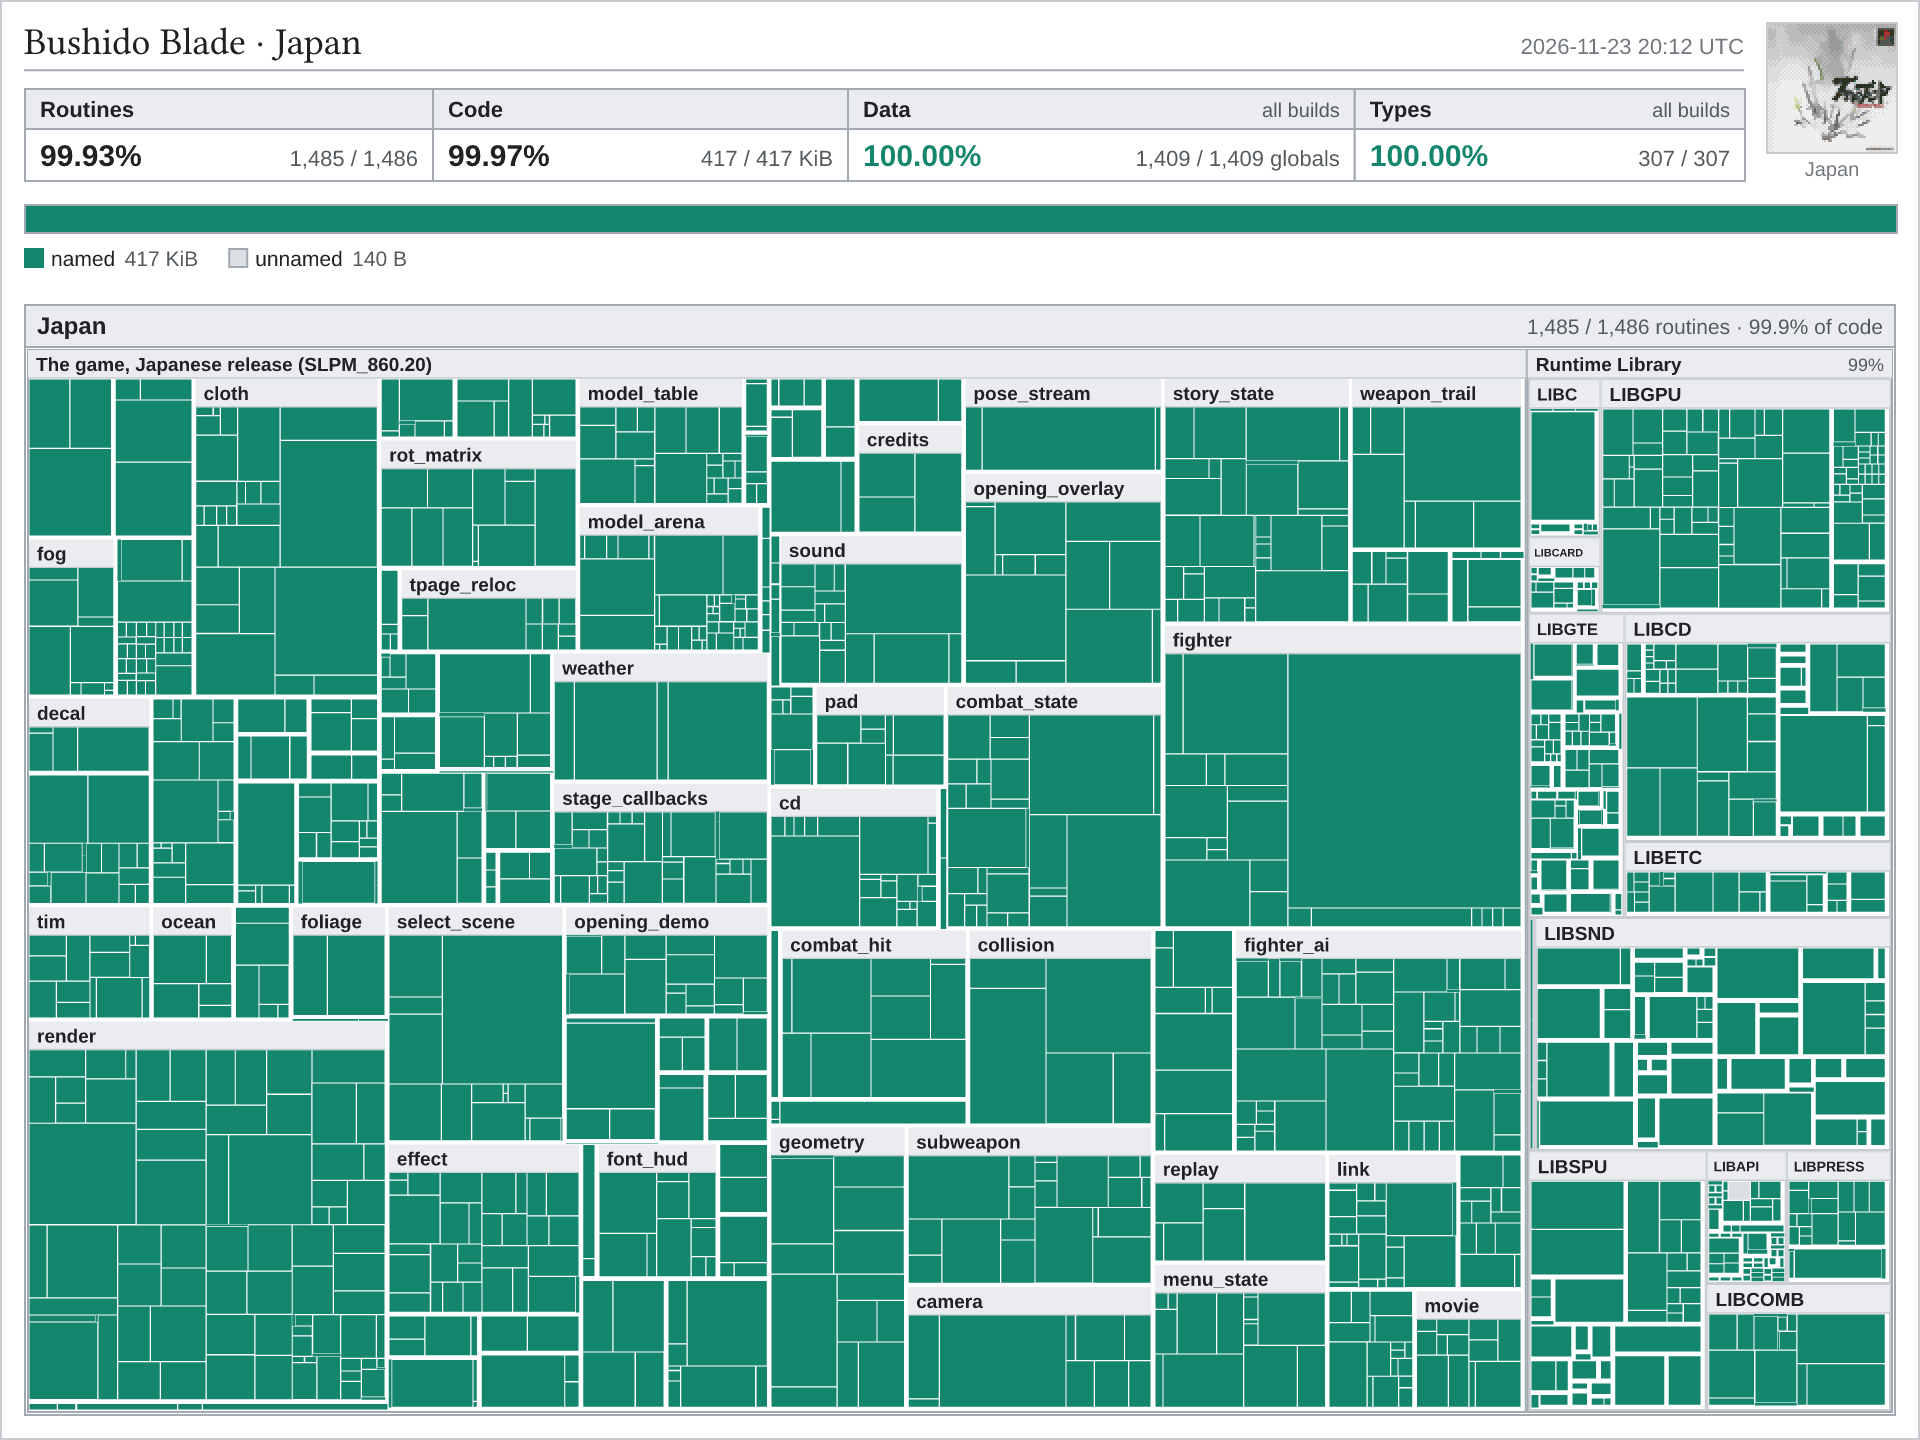 Bushido Blade · Japan
2026-11-23 20:12 UTC
Routines
Code
Data all builds
Types all builds
99.93% 1,485 / 1,486
99.97% 417 / 417 KiB
100.00% 1,409 / 1,409 globals
100.00% 307 / 307
Japan
named 417 KiB
unnamed 140 B
Japan
1,485 / 1,486 routines · 99.9% of code
The game, Japanese release (SLPM_860.20)
Runtime Library 99%
cloth
model_table
pose_stream
story_state
weapon_trail
LIBC
LIBGPU
rot_matrix
credits
opening_overlay
model_arena
fog
sound
LIBCARD
tpage_reloc
fighter
LIBGTE
LIBCD
weather
decal
pad
combat_state
stage_callbacks
cd
LIBETC
tim
ocean
foliage
select_scene
opening_demo
combat_hit
collision
fighter_ai
LIBSND
render
geometry
subweapon
effect
font_hud
replay
link
LIBSPU
LIBAPI
LIBPRESS
menu_state
camera
movie
LIBCOMB